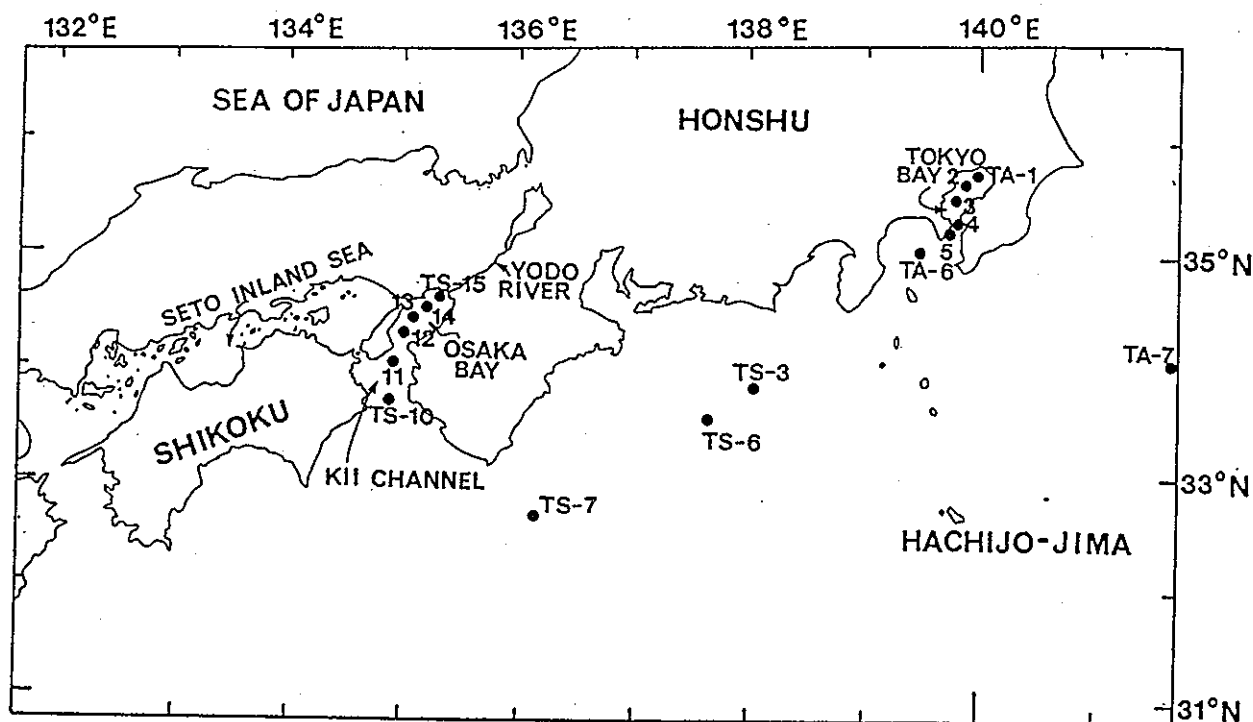 132°E
134°E
136°E
138°E
140°E
SEA OF JAPAN
HONSHU
TOKYO
BAY 2
TA-1
3
4
5
TA-6
35°N
SETO INLAND SEA
YODO
RIVER
TS-15
13
14
12
OSAKA
BAY
11
TS-10
TS-3
TA-7
TS-6
SHIKOKU
KII CHANNEL
33°N
TS-7
HACHIJO-JIMA
31°N